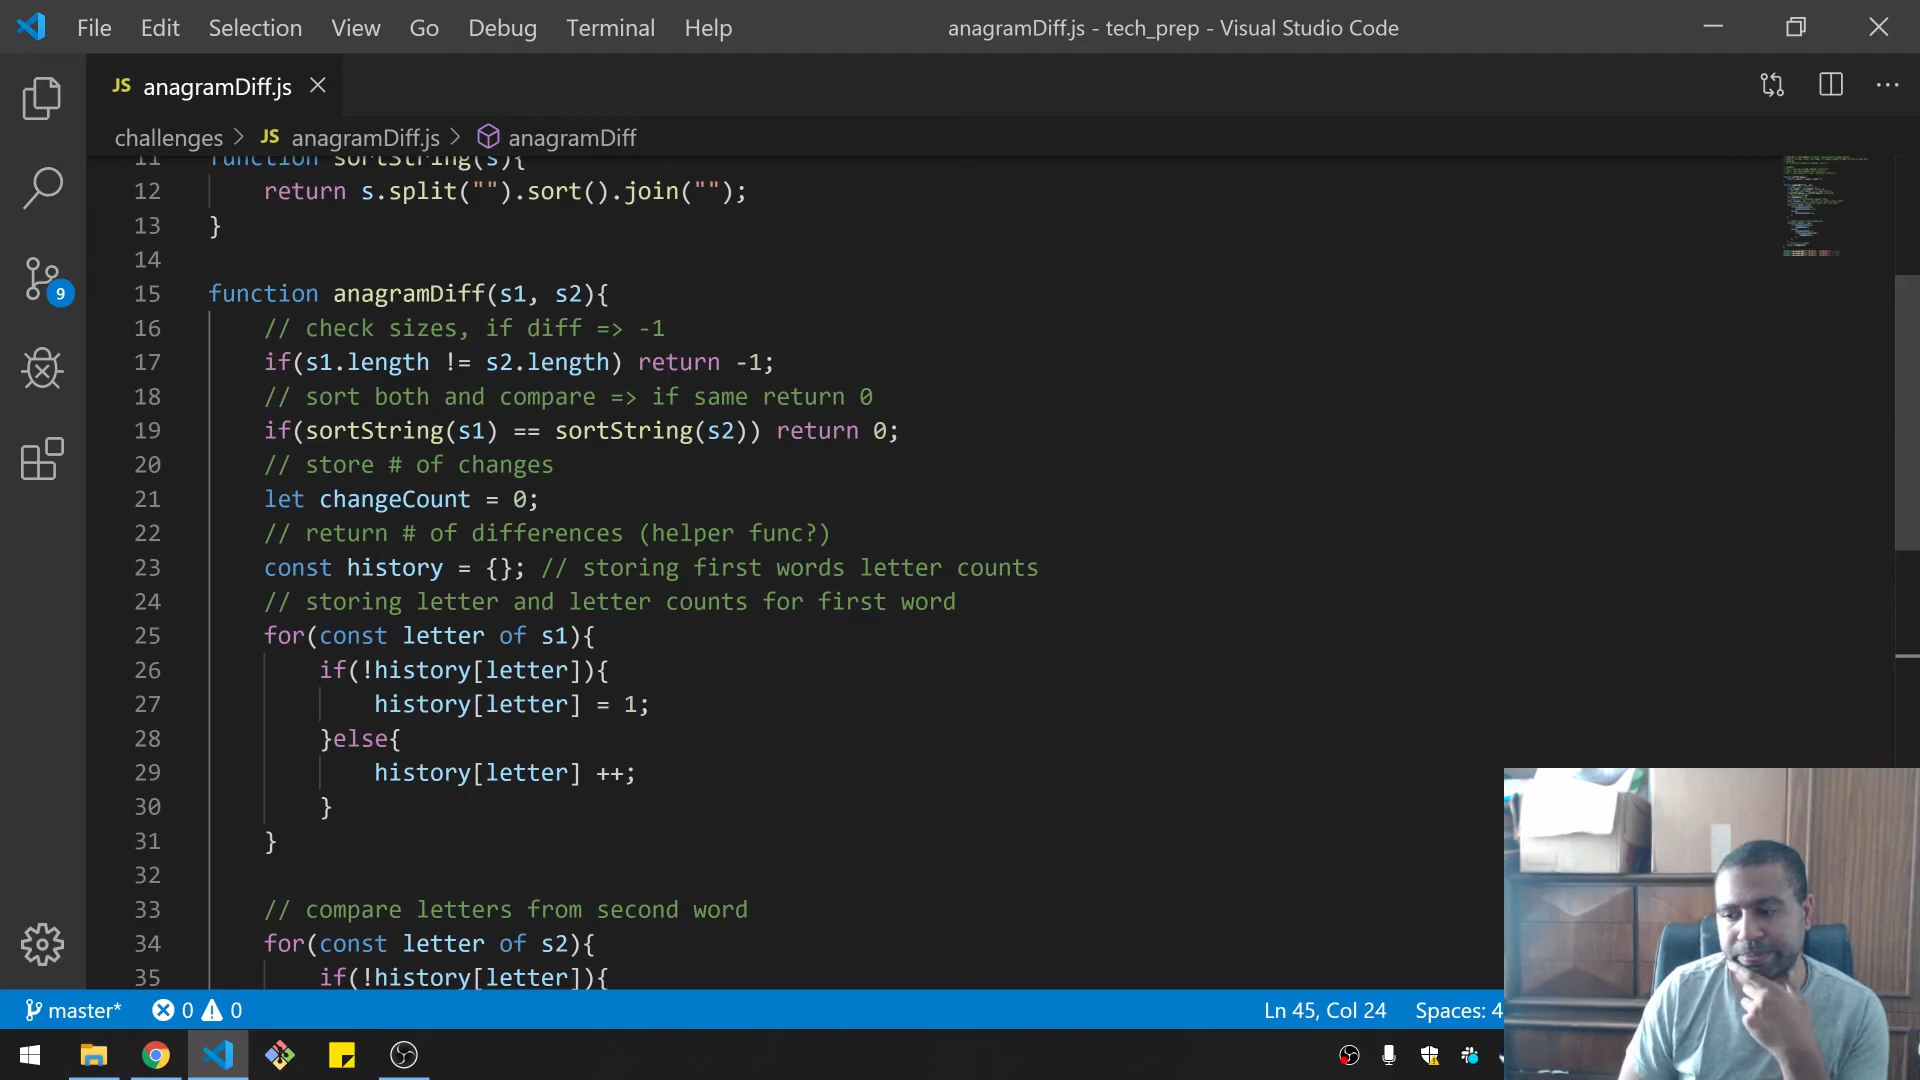 File Edit Selection View Go Debug Terminal Help anagramDiff.js - tech_prep - Visual Studio Code
JS anagramDiff.js
challenges > JS anagramDiff.js > anagramDiff
11 function sortString(s){
12 return s.split("").sort().join("");
13 }
14
15 function anagramDiff(s1, s2){
16 // check sizes, if diff => -1
17 if(s1.length != s2.length) return -1;
18 // sort both and compare => if same return 0
19 if(sortString(s1) == sortString(s2)) return 0;
20 // store # of changes
21 let changeCount = 0;
22 // return # of differences (helper func?)
23 const history = {}; // storing first words letter counts
24 // storing letter and letter counts for first word
25 for(const letter of s1){
26 if(!history[letter]){
27 history[letter] = 1;
28 }else{
29 history[letter] ++;
30 }
31 }
32
33 // compare letters from second word
34 for(const letter of s2){
35 if(!history[letter]){
9
master* 0 0 Ln 45, Col 24 Spaces: 4